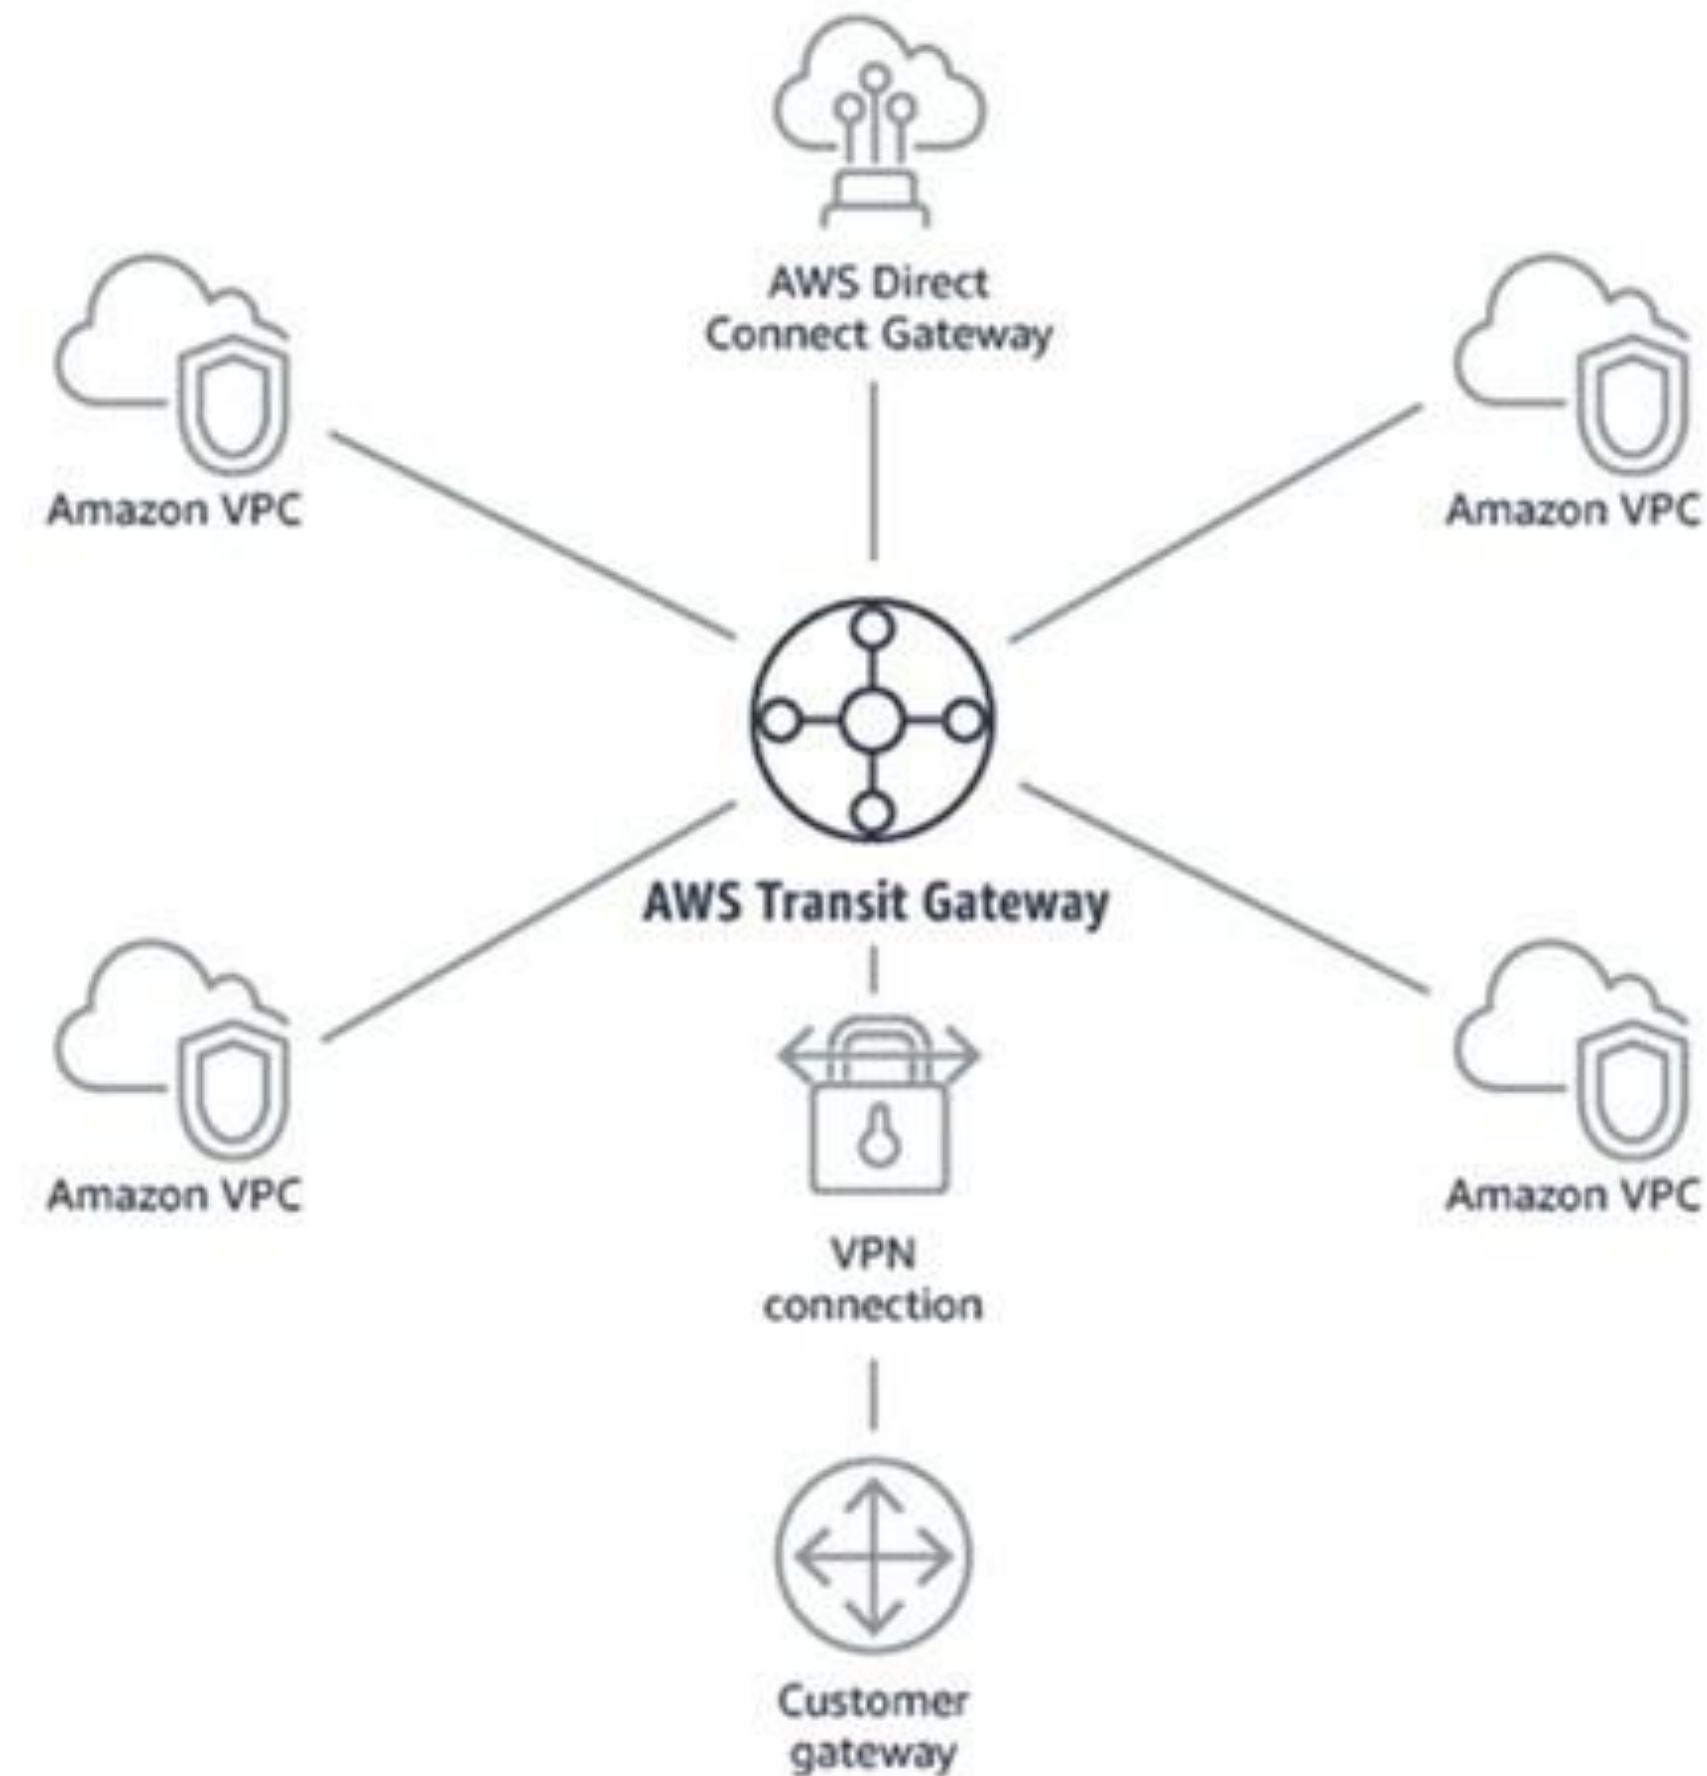 AWS Direct
Connect Gateway
Amazon VPC
Amazon VPC
AWS Transit Gateway
Amazon VPC
Amazon VPC
VPN
connection
Customer
gateway